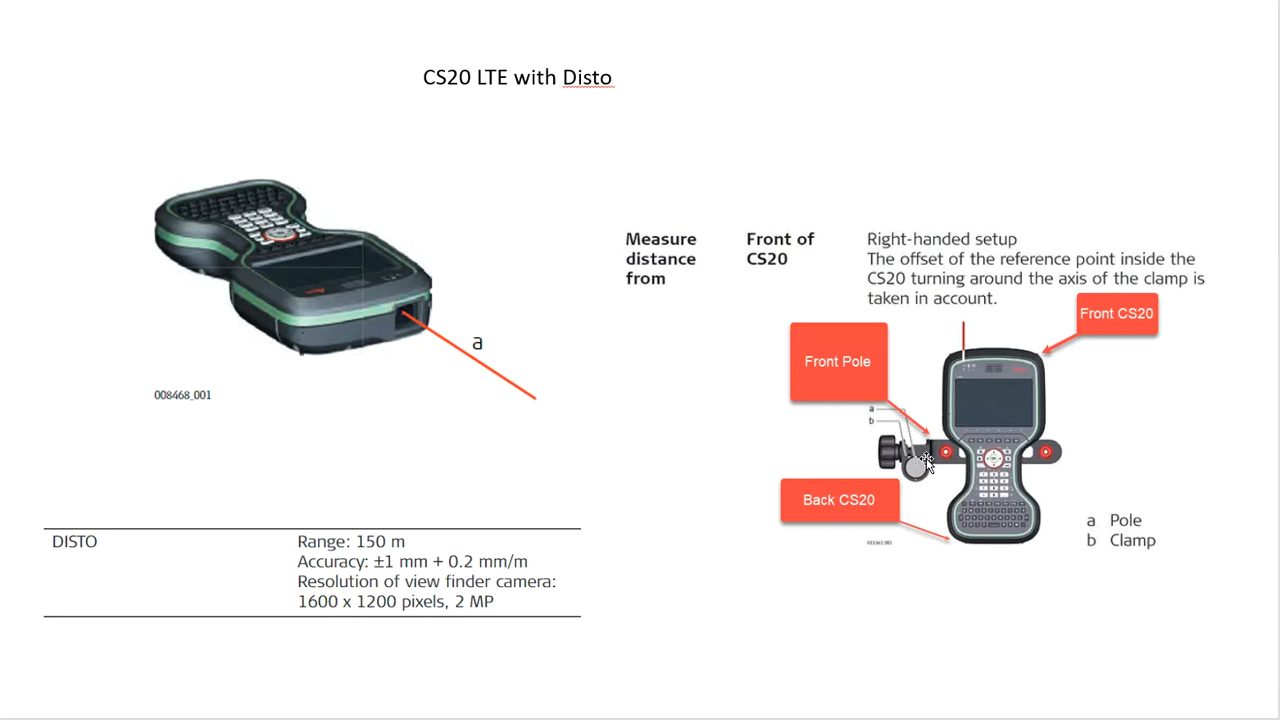 CS20 LTE with Disto
a
008468_001
DISTO
Range: 150 m
Accuracy: ±1 mm + 0.2 mm/m
Resolution of view finder camera:
1600 x 1200 pixels, 2 MP
Measure
distance
from
Front of
CS20
Right-handed setup
The offset of the reference point inside the
CS20 turning around the axis of the clamp is
taken in account.
Front CS20
Front Pole
a
b
Back CS20
a Pole
b Clamp